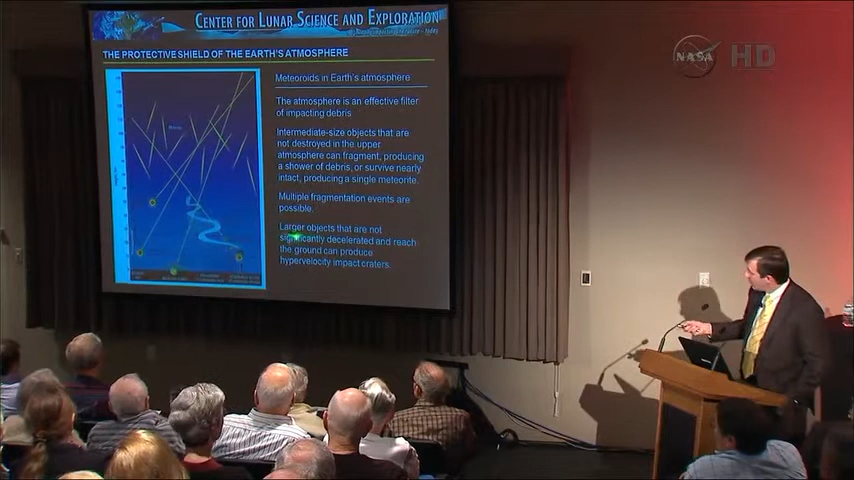 CENTER FOR LUNAR SCIENCE AND EXPLORATION
THE PROTECTIVE SHIELD OF THE EARTH'S ATMOSPHERE
NASA HD
Meteoroids in Earth's atmosphere
The atmosphere is an effective filter
of impacting debris
Intermediate-size objects that are
not destroyed in the upper
atmosphere can fragment, producing
a shower of debris, or survive nearly
intact, producing a single meteorite.
Multiple fragmentation events are
possible.
Larger objects that are not
significantly decelerated and reach
the ground can produce
hypervelocity impact craters.